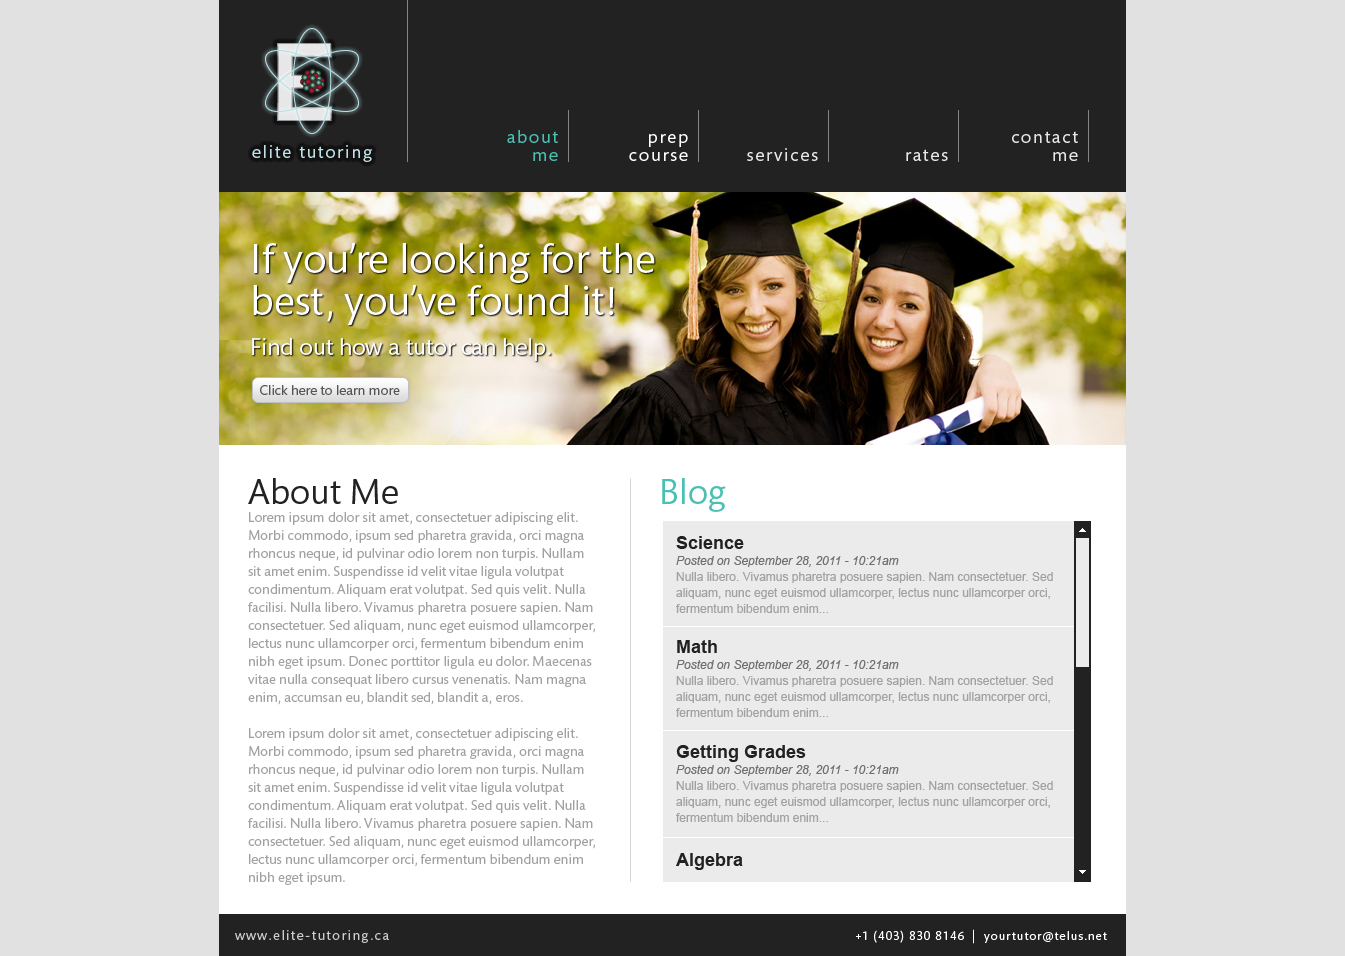 E
elite tutoring
about
me
prep
course
services
rates
contact
me
If you're looking for the
best, you've found it!
Find out how a tutor can help.
Click here to learn more
About Me
Lorem ipsum dolor sit amet, consectetuer adipiscing elit.
Morbi commodo, ipsum sed pharetra gravida, orci magna
rhoncus neque, id pulvinar odio lorem non turpis. Nullam
sit amet enim. Suspendisse id velit vitae ligula volutpat
condimentum. Aliquam erat volutpat. Sed quis velit. Nulla
facilisi. Nulla libero. Vivamus pharetra posuere sapien. Nam
consectetuer. Sed aliquam, nunc eget euismod ullamcorper,
lectus nunc ullamcorper orci, fermentum bibendum enim
nibh eget ipsum. Donec porttitor ligula eu dolor. Maecenas
vitae nulla consequat libero cursus venenatis. Nam magna
enim, accumsan eu, blandit sed, blandit a, eros.
Lorem ipsum dolor sit amet, consectetuer adipiscing elit.
Morbi commodo, ipsum sed pharetra gravida, orci magna
rhoncus neque, id pulvinar odio lorem non turpis. Nullam
sit amet enim. Suspendisse id velit vitae ligula volutpat
condimentum. Aliquam erat volutpat. Sed quis velit. Nulla
facilisi. Nulla libero. Vivamus pharetra posuere sapien. Nam
consectetuer. Sed aliquam, nunc eget euismod ullamcorper,
lectus nunc ullamcorper orci, fermentum bibendum enim
nibh eget ipsum.
Blog
Science
Posted on September 28, 2011 - 10:21am
Nulla libero. Vivamus pharetra posuere sapien. Nam consectetuer. Sed
aliquam, nunc eget euismod ullamcorper, lectus nunc ullamcorper orci,
fermentum bibendum enim...
Math
Posted on September 28, 2011 - 10:21am
Nulla libero. Vivamus pharetra posuere sapien. Nam consectetuer. Sed
aliquam, nunc eget euismod ullamcorper, lectus nunc ullamcorper orci,
fermentum bibendum enim...
Getting Grades
Posted on September 28, 2011 - 10:21am
Nulla libero. Vivamus pharetra posuere sapien. Nam consectetuer. Sed
aliquam, nunc eget euismod ullamcorper, lectus nunc ullamcorper orci,
fermentum bibendum enim...
Algebra
www.elite-tutoring.ca
+1 (403) 830 8146 | yourtutor@telus.net